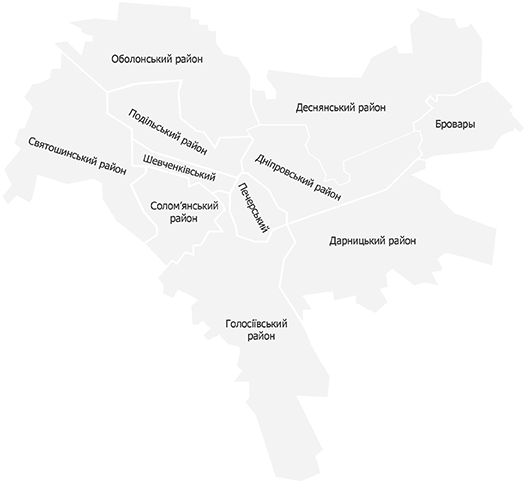 Оболонський район
Деснянський район
Бровары
Подільський район
Святошинський район
Шевченківський
Дніпровський район
Печерський
Солом'янський
район
Дарницький район
Голосіївський
район